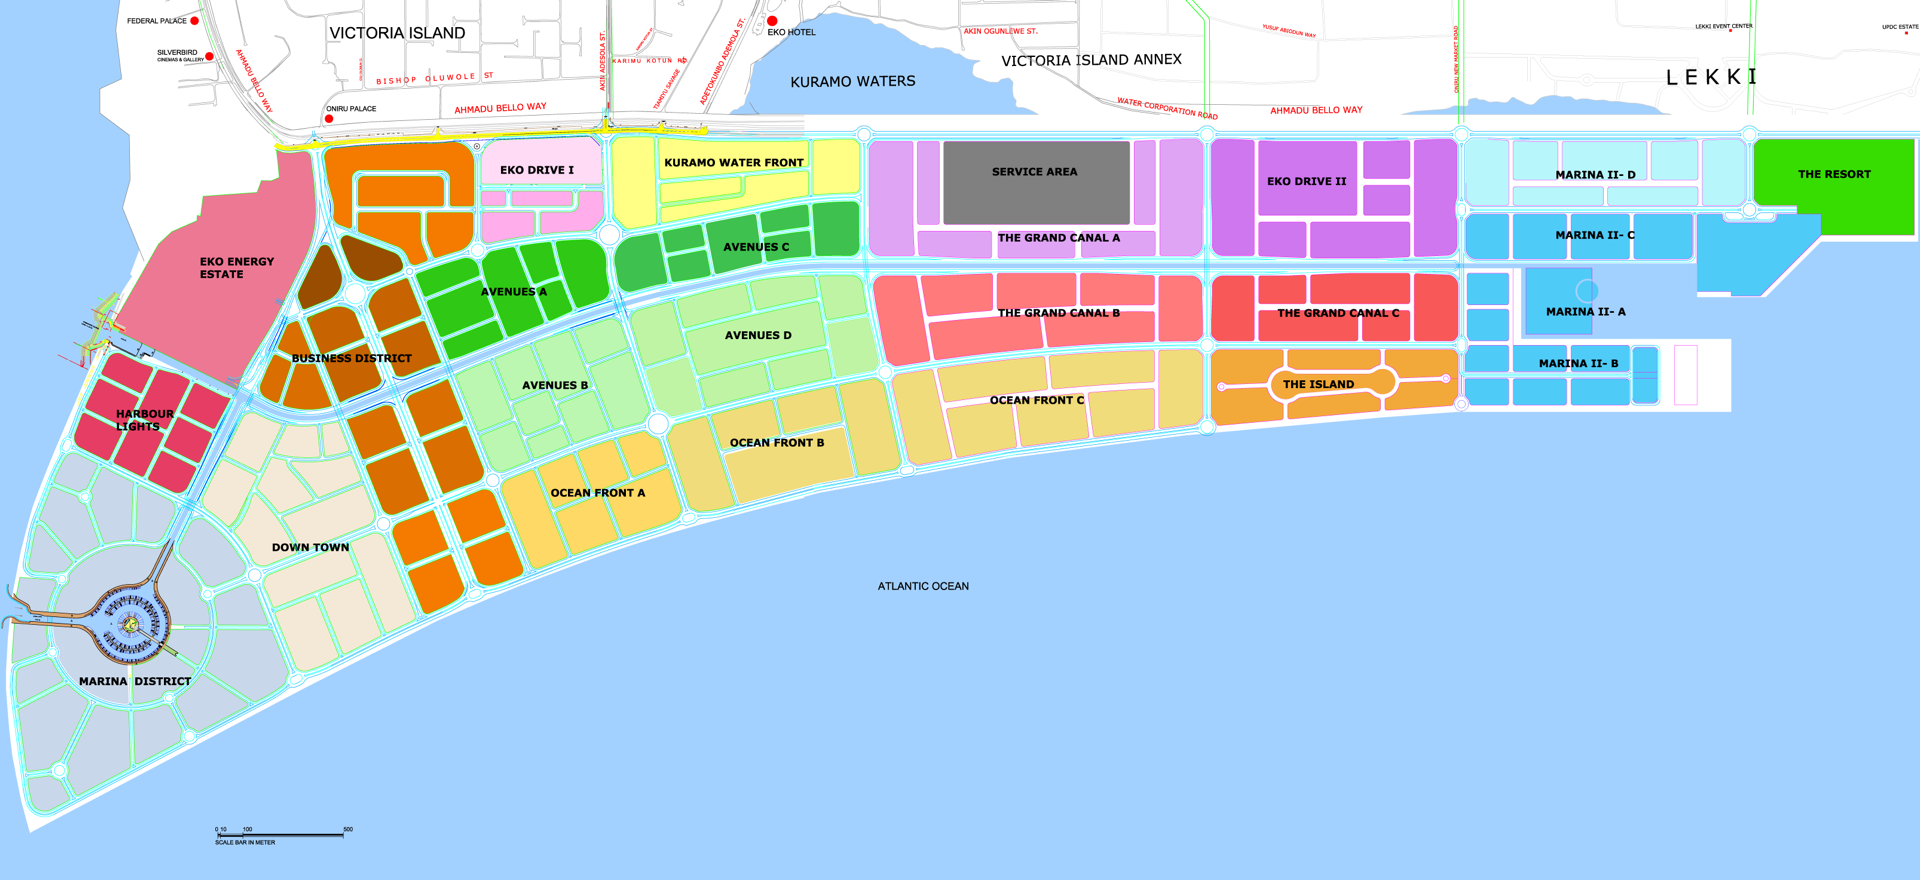 FEDERAL PALACE
VICTORIA ISLAND
EKO HOTEL
AKIN OGUNLEWE ST.
YUSUF ABIODUN WAY
LEKKI EVENT CENTER
UPDC ESTATE
SILVERBIRD
CINEMAS & GALLERY
AHMADU BELLO WAY
AKIN ADESOLA ST.
KARIMU KOTUN
ADETOKUNBO ADEMOLA ST.
TIAMIYU SAVAGE
VICTORIA ISLAND ANNEX
ONIRU NEW MARKET ROAD
LEKKI
BISHOP OLUWOLE ST
KURAMO WATERS
ONIRU PALACE
AHMADU BELLO WAY
WATER CORPORATION ROAD
AHMADU BELLO WAY
EKO DRIVE I
KURAMO WATER FRONT
SERVICE AREA
EKO DRIVE II
MARINA II- D
THE RESORT
EKO ENERGY
ESTATE
AVENUES C
THE GRAND CANAL A
MARINA II- C
AVENUES A
THE GRAND CANAL B
THE GRAND CANAL C
MARINA II- A
BUSINESS DISTRICT
AVENUES D
MARINA II- B
AVENUES B
THE ISLAND
OCEAN FRONT C
HARBOUR
LIGHTS
OCEAN FRONT B
OCEAN FRONT A
DOWN TOWN
ATLANTIC OCEAN
MARINA DISTRICT
0 10 100 500
SCALE BAR IN METER